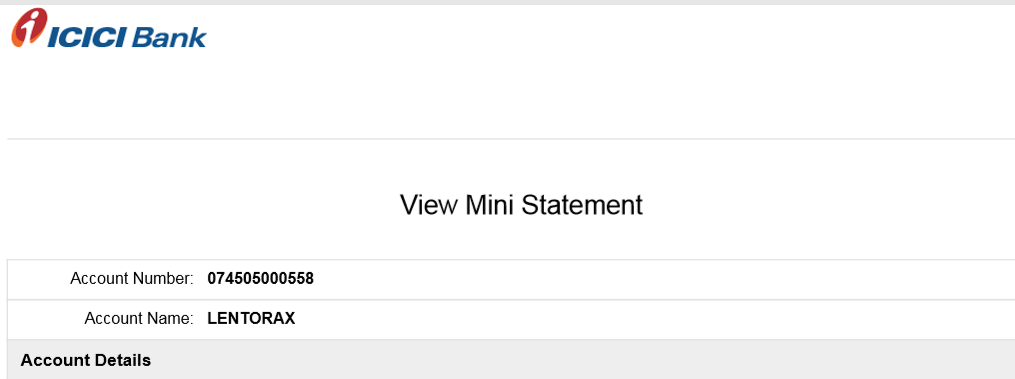 ICICI Bank
View Mini Statement
Account Number: 074505000558
Account Name: LENTORAX
Account Details